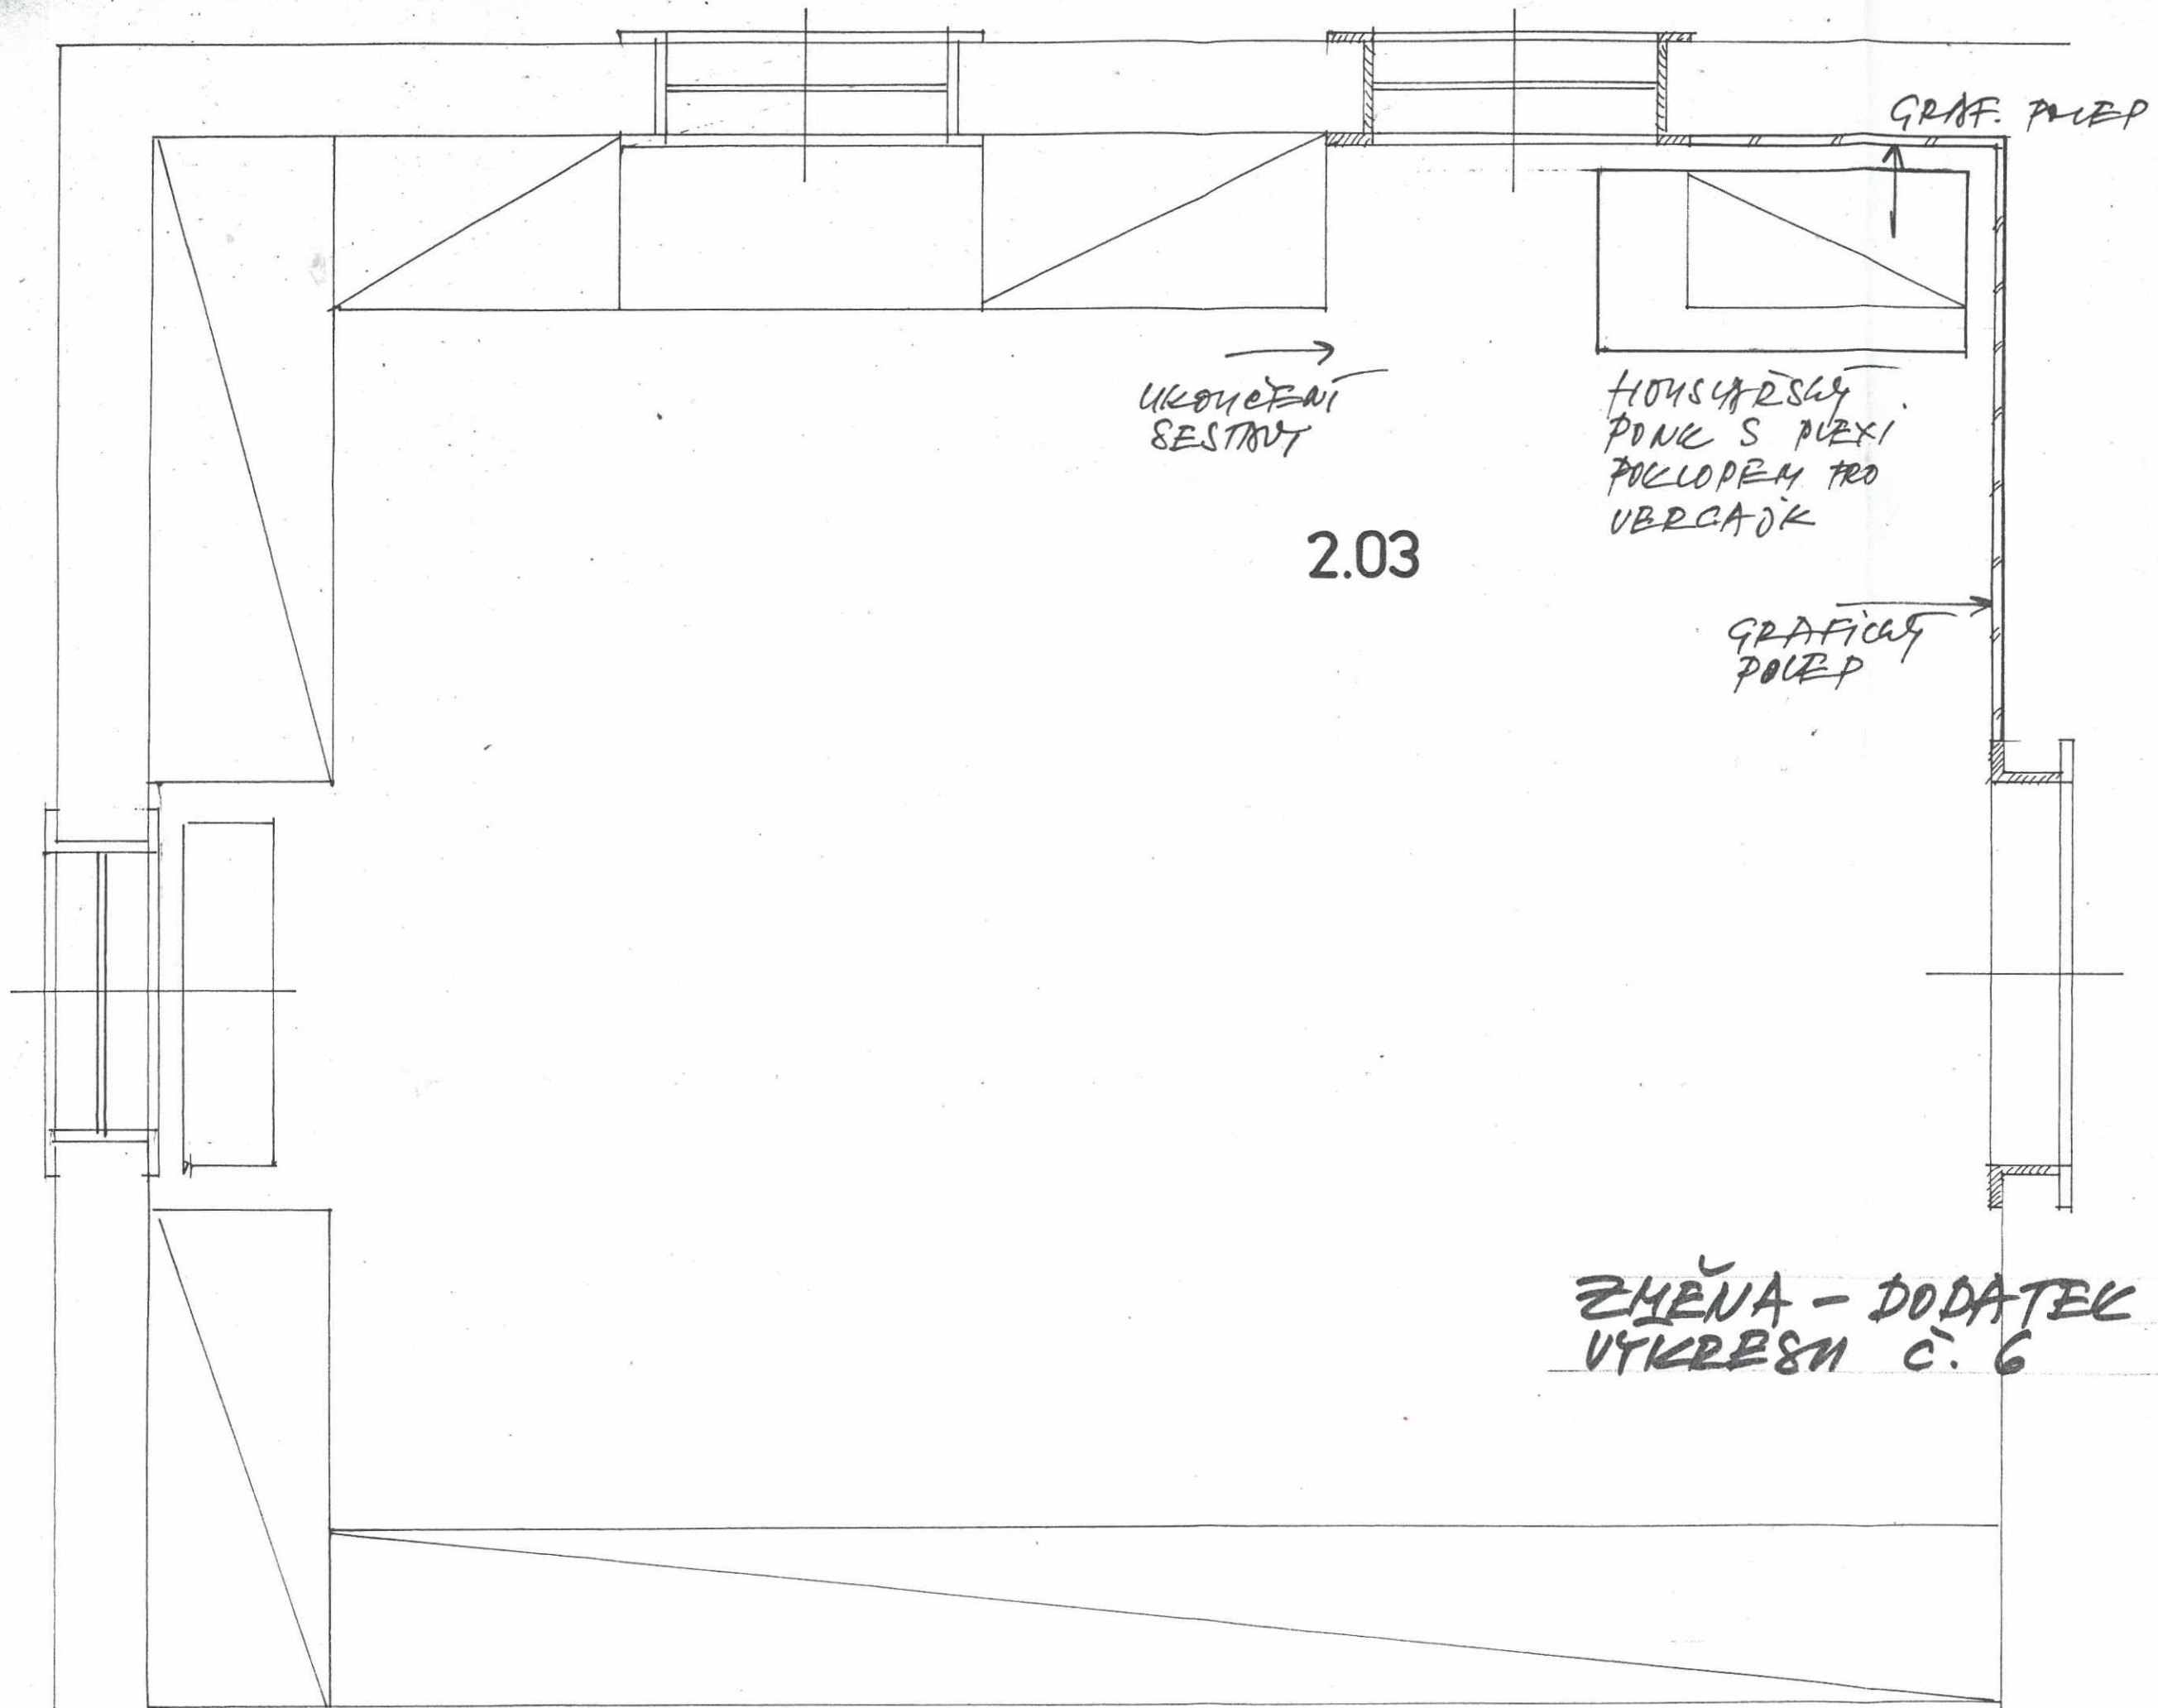 GRAF. POLEP
UKONČENÍ
SESTAVY
HOUSLAŘSKÝ
PONK S PLEXI
POKLOPEM PRO
VERCAJK
2.03
GRAFICKÝ
POLEP
ZMĚNA - DODATEK
VÝKRESU Č. 6